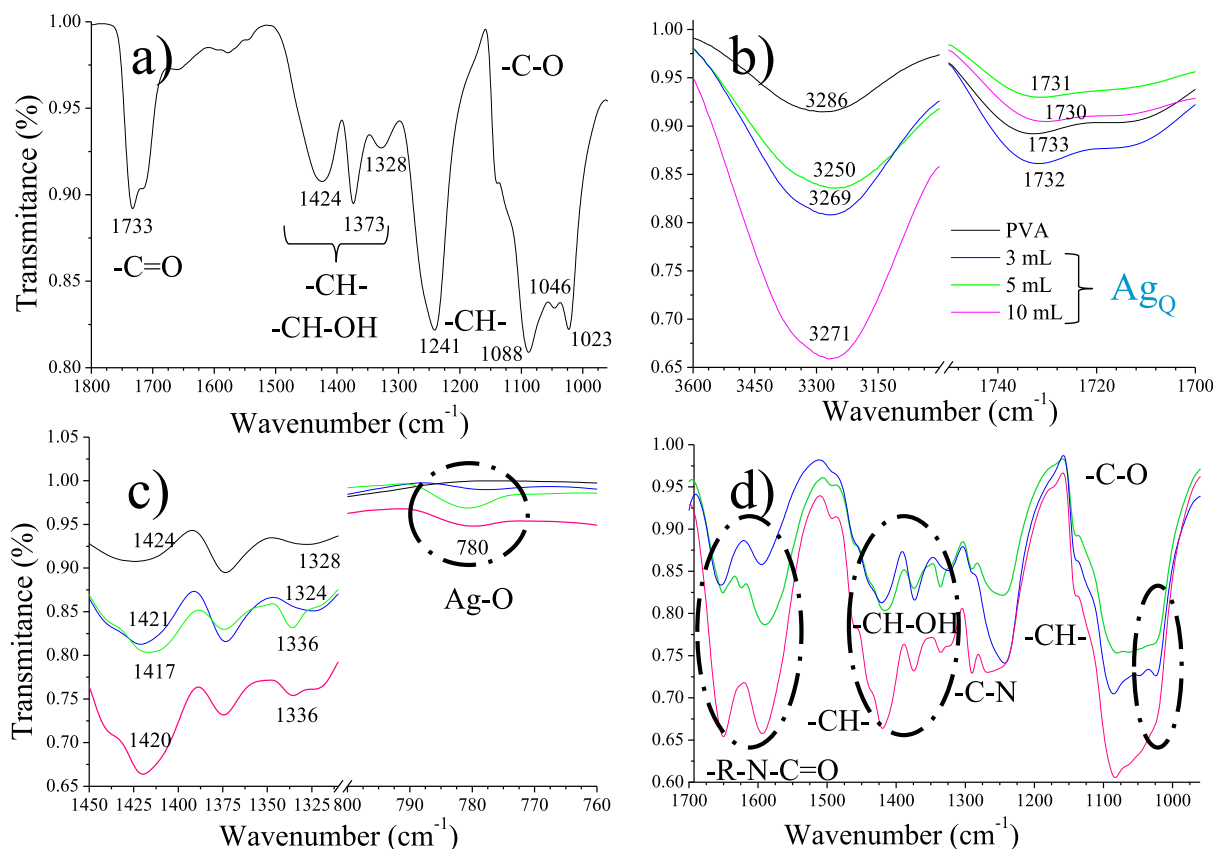 a)
1.00
0.95
0.90
0.85
0.80
Transmitance (%)
1800 1700 1600 1500 1400 1300 1200 1100 1000
Wavenumber (cm⁻¹)
-C-O
1733
-C=O
1424
1373
1328
-CH-
-CH-OH
1241
-CH-
1088
1046
1023
b)
1.00
0.95
0.90
0.85
0.80
0.75
0.70
0.65
3600 3450 3300 3150 1740 1720 1700
Wavenumber (cm⁻¹)
3286
3250
3269
3271
1731
1730
1733
1732
PVA
3 mL
5 mL
10 mL
Ag_Q
c)
1.05
1.00
0.95
0.90
0.85
0.80
0.75
0.70
0.65
Transmitance (%)
1450 1425 1400 1375 1350 1325 800 790 780 770 760
Wavenumber (cm⁻¹)
1424
1328
1324
1421
1336
1417
1336
1420
780
Ag-O
d)
1.00
0.95
0.90
0.85
0.80
0.75
0.70
0.65
0.60
1700 1600 1500 1400 1300 1200 1100 1000
Wavenumber (cm⁻¹)
-C-O
-CH-OH
-CH-
-C-N
-CH-
-R-N-C=O